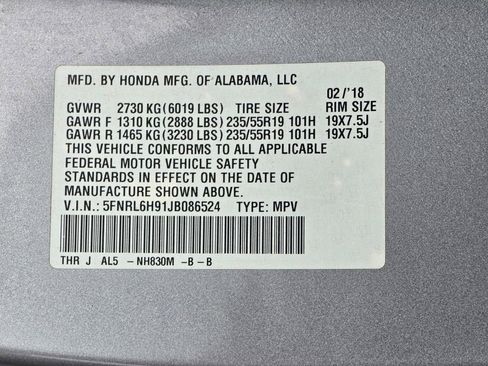 MFD. BY HONDA MFG. OF ALABAMA, LLC
02/'18
GVWR 2730 KG (6019 LBS) TIRE SIZE RIM SIZE
GAWR F 1310 KG (2888 LBS) 235/55R19 101H 19X7.5J
GAWR R 1465 KG (3230 LBS) 235/55R19 101H 19X7.5J
THIS VEHICLE CONFORMS TO ALL APPLICABLE
FEDERAL MOTOR VEHICLE SAFETY
STANDARDS IN EFFECT ON THE DATE OF
MANUFACTURE SHOWN ABOVE.
V.I.N.: 5FNRL6H91JB086524 TYPE: MPV
THR J AL5 - NH830M - B - B